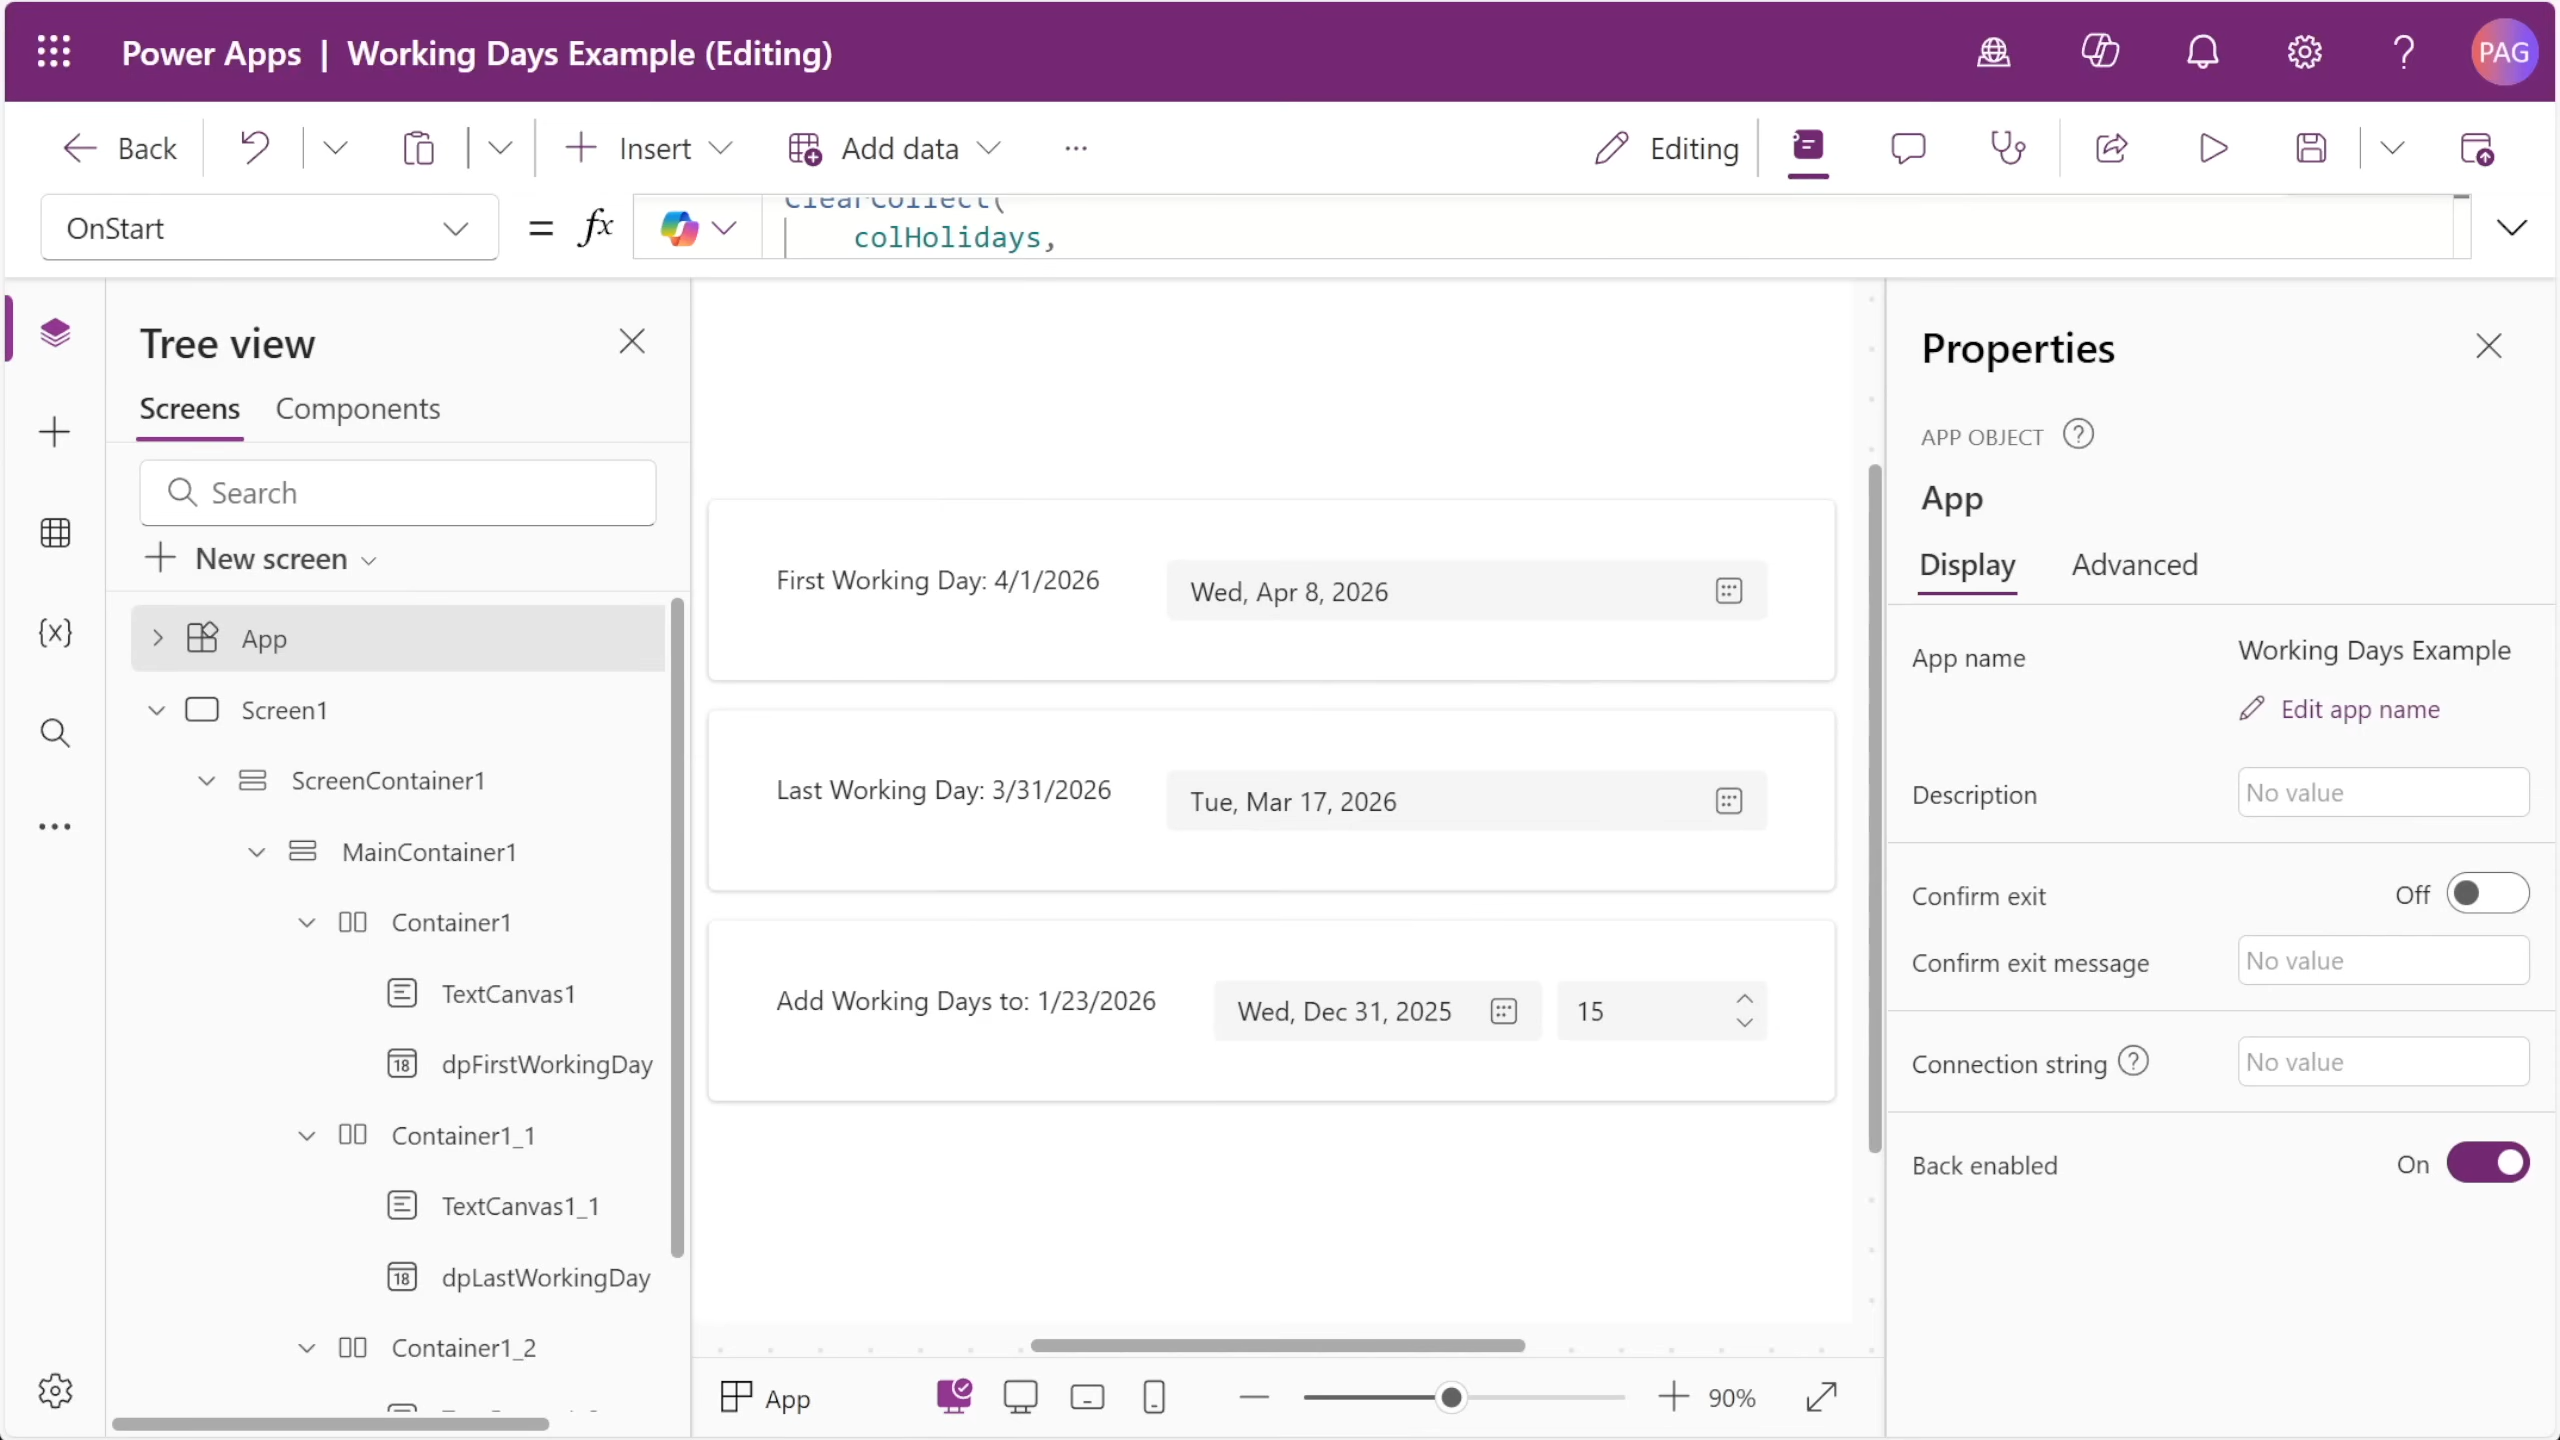 Power Apps | Working Days Example (Editing)
PAG
Back
Insert
Add data
Editing
OnStart
= fx
ClearCollect(
colHolidays,
Tree view
Screens
Components
Search
New screen
App
Screen1
ScreenContainer1
MainContainer1
Container1
TextCanvas1
18 dpFirstWorkingDay
Container1_1
TextCanvas1_1
18 dpLastWorkingDay
Container1_2
First Working Day: 4/1/2026
Wed, Apr 8, 2026
Last Working Day: 3/31/2026
Tue, Mar 17, 2026
Add Working Days to: 1/23/2026
Wed, Dec 31, 2025
15
App
90%
Properties
APP OBJECT
App
Display
Advanced
App name
Working Days Example
Edit app name
Description
No value
Confirm exit
Off
Confirm exit message
No value
Connection string
No value
Back enabled
On